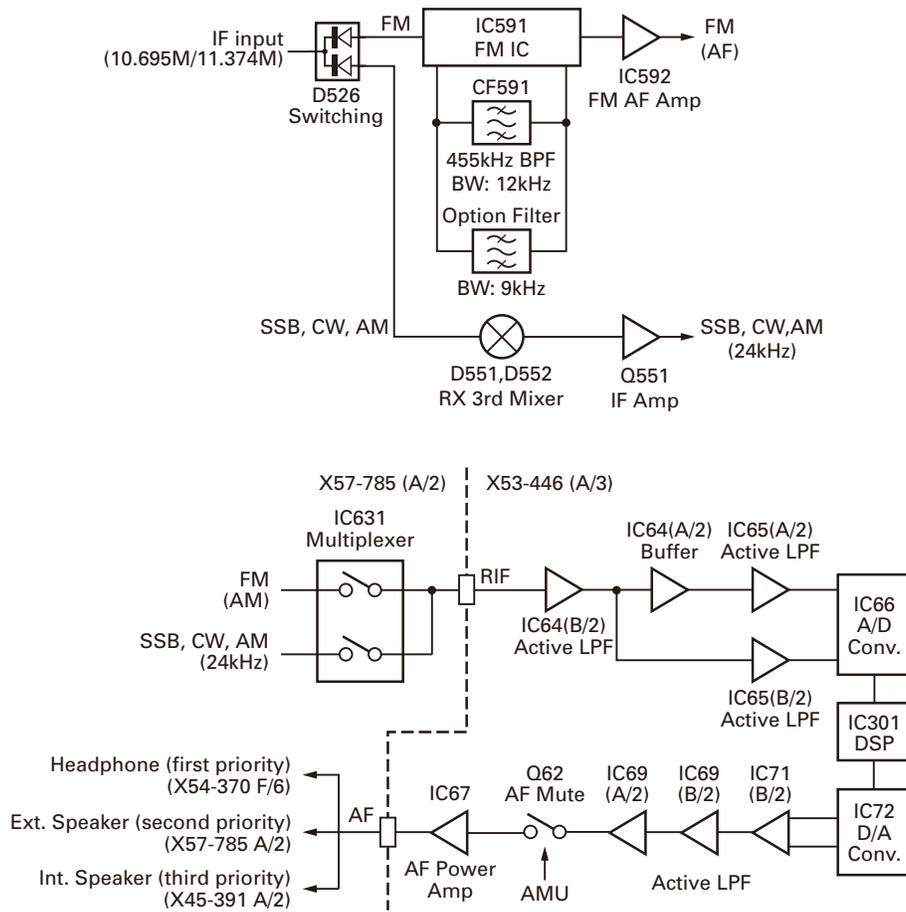 FM
IC591
FM IC
FM
(AF)
IF input
(10.695M/11.374M)
D526
Switching
IC592
FM AF Amp
CF591
455kHz BPF
BW: 12kHz
Option Filter
BW: 9kHz
SSB, CW, AM
SSB, CW,AM
(24kHz)
D551,D552
RX 3rd Mixer
Q551
IF Amp
X57-785 (A/2)
X53-446 (A/3)
IC631
Multiplexer
IC64(A/2)
Buffer
IC65(A/2)
Active LPF
FM
(AM)
RIF
IC64(B/2)
Active LPF
IC66
A/D
Conv.
SSB, CW, AM
(24kHz)
IC65(B/2)
Active LPF
IC301
DSP
Headphone (first priority)
(X54-370 F/6)
Ext. Speaker (second priority)
(X57-785 A/2)
Int. Speaker (third priority)
(X45-391 A/2)
AF
IC67
AF Power
Amp
Q62
AF Mute
AMU
IC69
(A/2)
IC69
(B/2)
IC71
(B/2)
Active LPF
IC72
D/A
Conv.